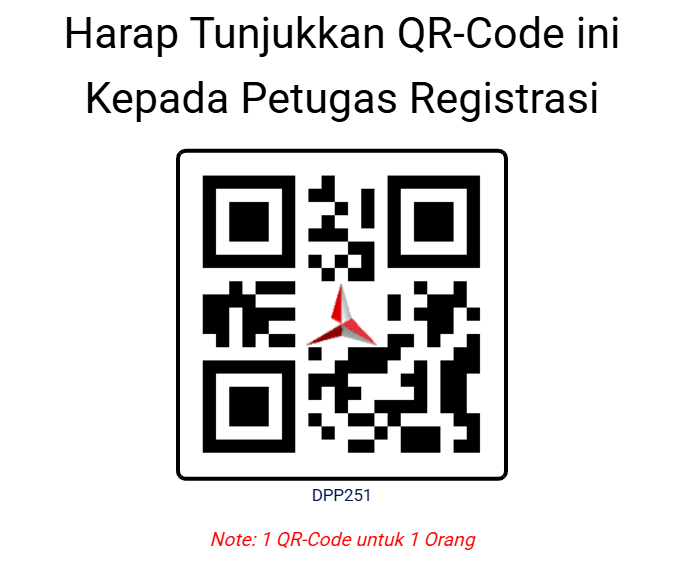 Harap Tunjukkan QR-Code ini
Kepada Petugas Registrasi
DPP251
Note: 1 QR-Code untuk 1 Orang